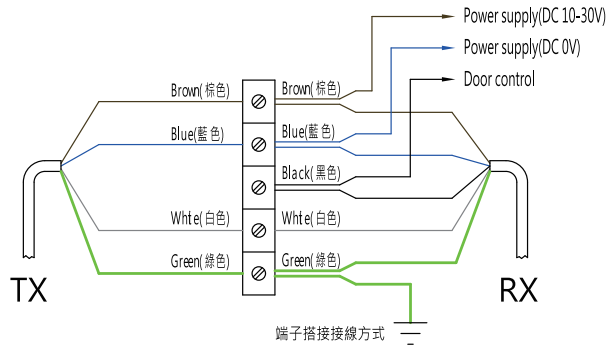 Power supply(DC 10-30V)
Power supply(DC 0V)
Door control
Brown(棕色)
Brown(棕色)
Blue(藍色)
Blue(藍色)
Black(黑色)
Whte(白色)
Whte(白色)
Green(綠色)
Green(綠色)
TX
RX
端子搭接接線方式